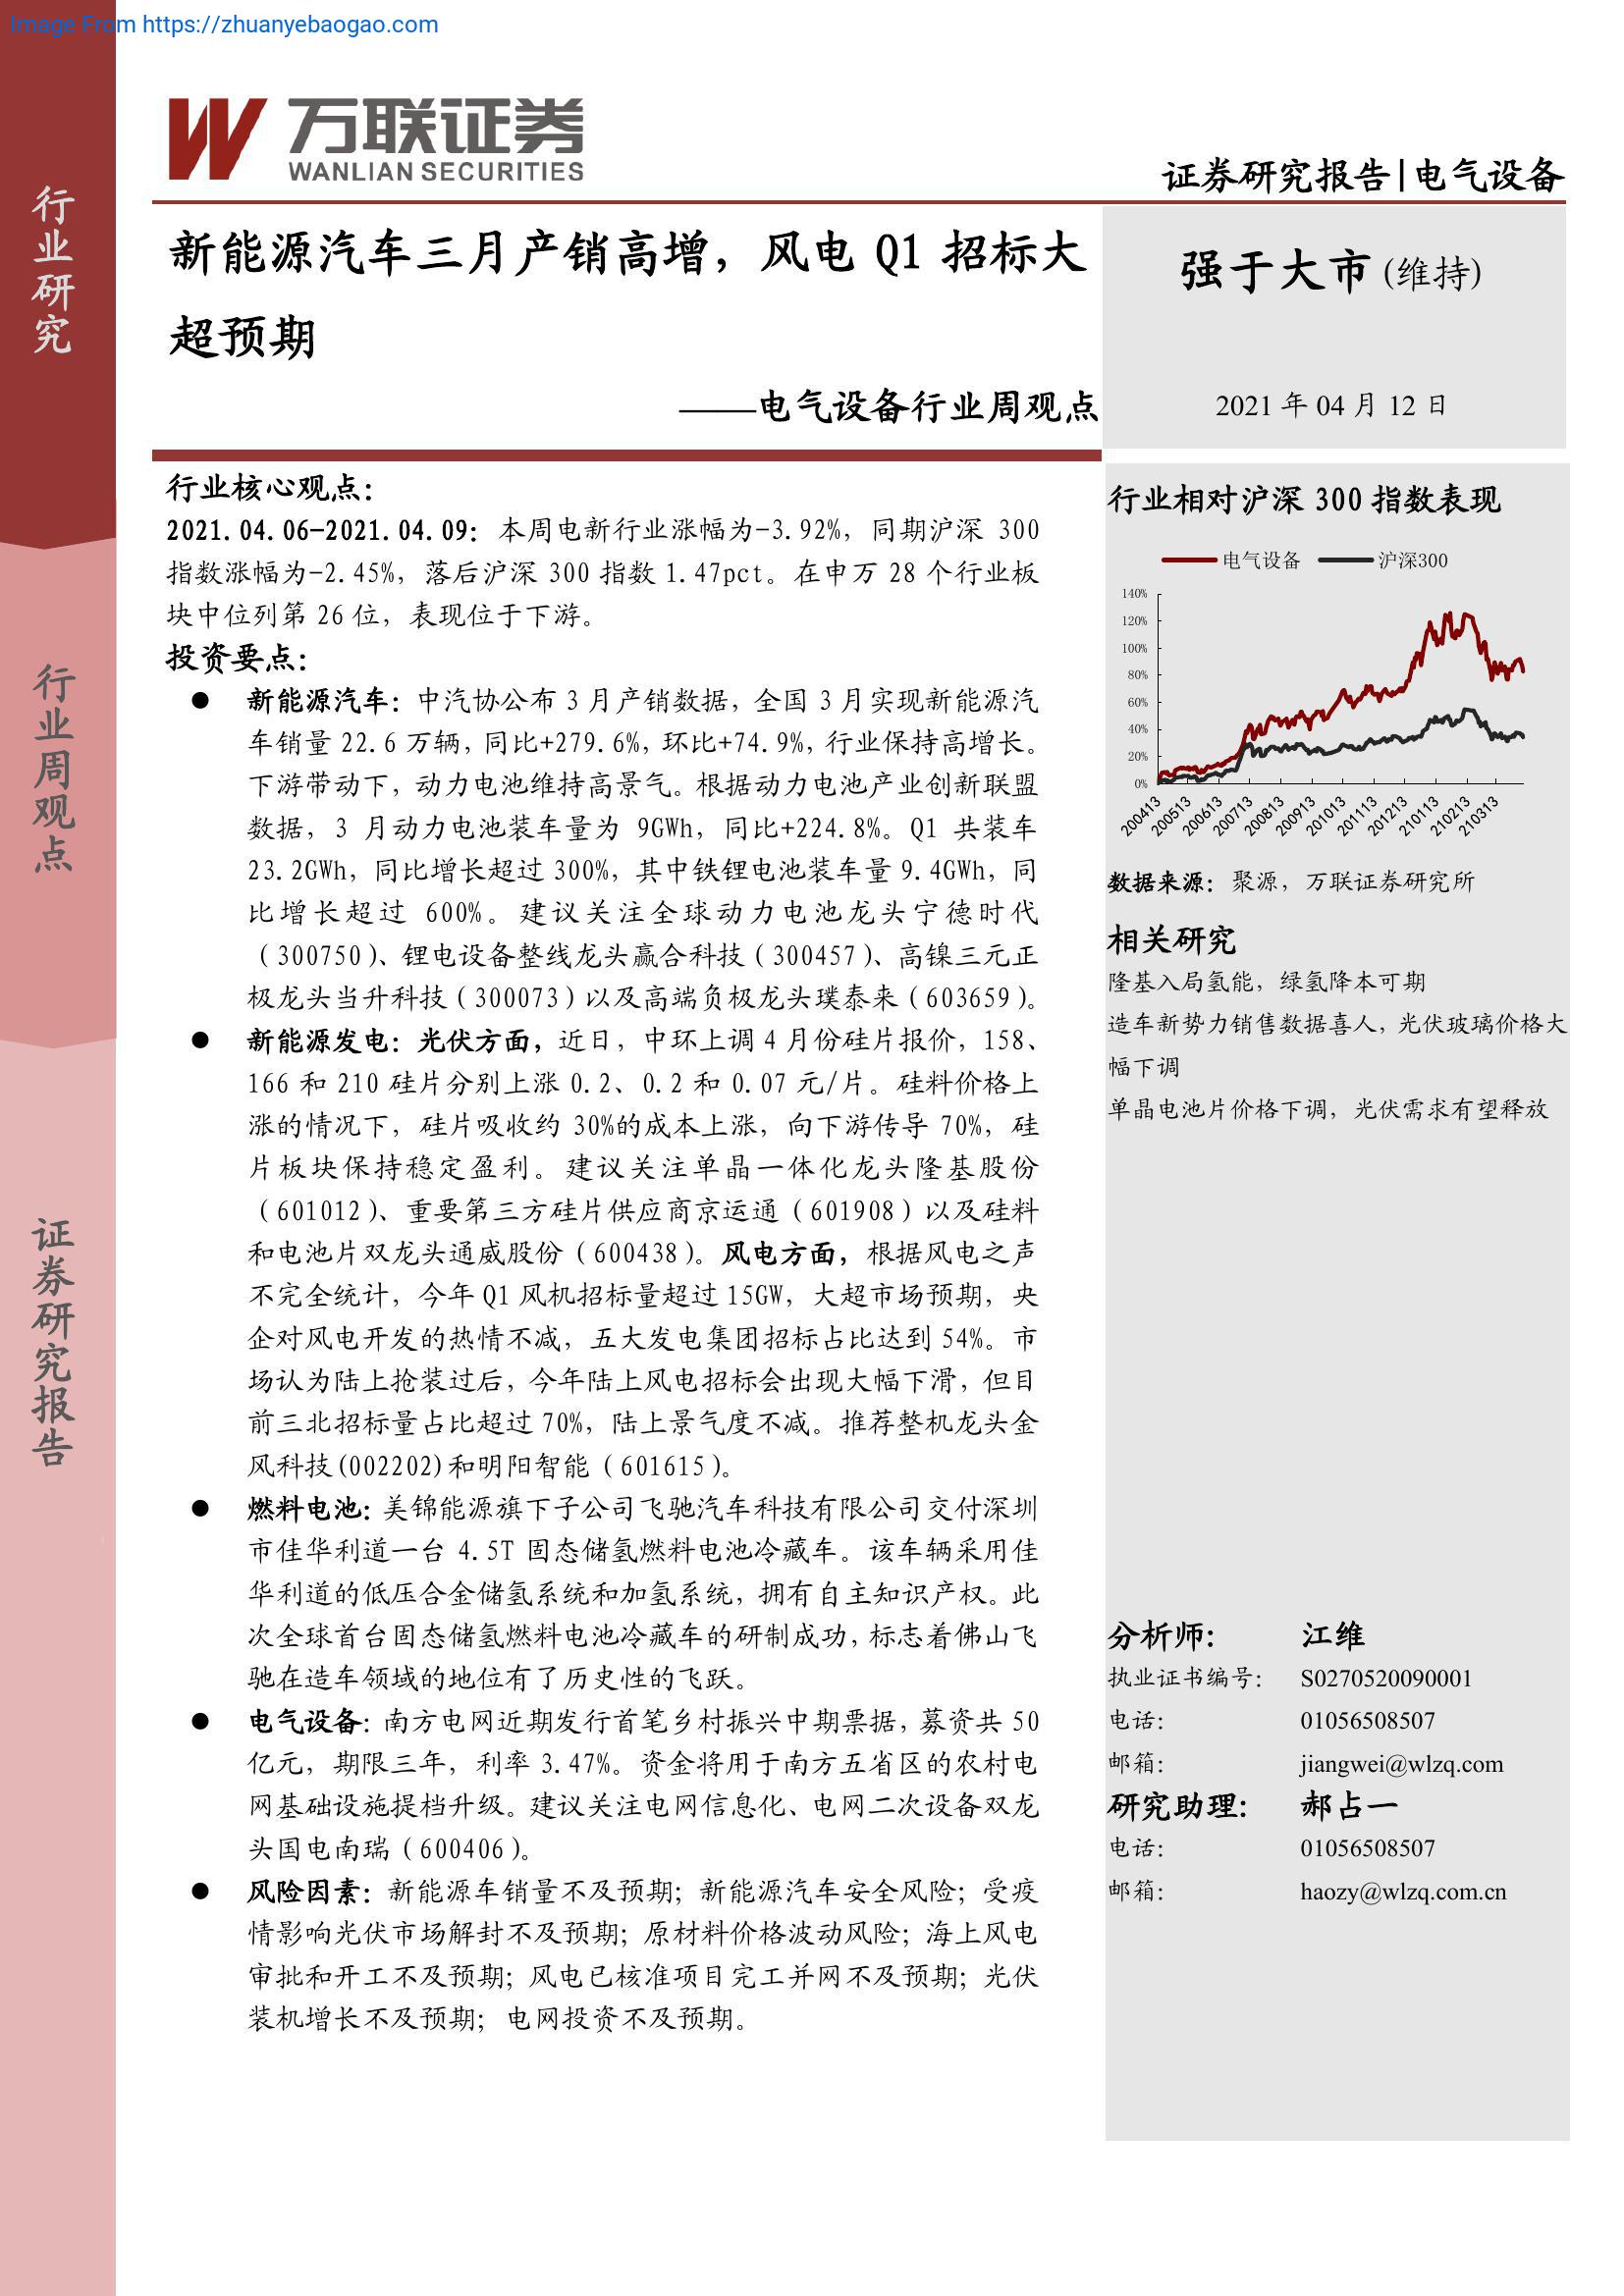 Image From https://zhuanyebaogao.com
万联证券
WANLIAN SECURITIES
证券研究报告|电气设备
行业研究
行业周观点
证券研究报告
新能源汽车三月产销高增，风电 Q1 招标大
超预期
——电气设备行业周观点
强于大市(维持)
2021 年 04 月 12 日
行业核心观点：
2021.04.06-2021.04.09：本周电新行业涨幅为-3.92%，同期沪深 300
指数涨幅为-2.45%，落后沪深 300 指数 1.47pct。在申万 28 个行业板
块中位列第 26 位，表现位于下游。
投资要点：
● 新能源汽车：中汽协公布 3 月产销数据，全国 3 月实现新能源汽
车销量 22.6 万辆，同比+279.6%，环比+74.9%，行业保持高增长。
下游带动下，动力电池维持高景气。根据动力电池产业创新联盟
数据，3 月动力电池装车量为 9GWh，同比+224.8%。Q1 共装车
23.2GWh，同比增长超过 300%，其中铁锂电池装车量 9.4GWh，同
比增长超过 600%。建议关注全球动力电池龙头宁德时代
（300750）、锂电设备整线龙头赢合科技（300457）、高镍三元正
极龙头当升科技（300073）以及高端负极龙头璞泰来（603659）。
● 新能源发电：光伏方面，近日，中环上调 4 月份硅片报价，158、
166 和 210 硅片分别上涨 0.2、0.2 和 0.07 元/片。硅料价格上
涨的情况下，硅片吸收约 30%的成本上涨，向下游传导 70%，硅
片板块保持稳定盈利。建议关注单晶一体化龙头隆基股份
（601012）、重要第三方硅片供应商京运通（601908）以及硅料
和电池片双龙头通威股份（600438）。风电方面，根据风电之声
不完全统计，今年 Q1 风机招标量超过 15GW，大超市场预期，央
企对风电开发的热情不减，五大发电集团招标占比达到 54%。市
场认为陆上抢装过后，今年陆上风电招标会出现大幅下滑，但目
前三北招标量占比超过 70%，陆上景气度不减。推荐整机龙头金
风科技(002202)和明阳智能（601615）。
● 燃料电池：美锦能源旗下子公司飞驰汽车科技有限公司交付深圳
市佳华利道一台 4.5T 固态储氢燃料电池冷藏车。该车辆采用佳
华利道的低压合金储氢系统和加氢系统，拥有自主知识产权。此
次全球首台固态储氢燃料电池冷藏车的研制成功，标志着佛山飞
驰在造车领域的地位有了历史性的飞跃。
● 电气设备：南方电网近期发行首笔乡村振兴中期票据，募资共 50
亿元，期限三年，利率 3.47%。资金将用于南方五省区的农村电
网基础设施提档升级。建议关注电网信息化、电网二次设备双龙
头国电南瑞（600406）。
● 风险因素：新能源车销量不及预期；新能源汽车安全风险；受疫
情影响光伏市场解封不及预期；原材料价格波动风险；海上风电
审批和开工不及预期；风电已核准项目完工并网不及预期；光伏
装机增长不及预期；电网投资不及预期。
行业相对沪深 300 指数表现
电气设备 沪深300
140%
120%
100%
80%
60%
40%
20%
0%
200413 200513 200613 200713 200813 200913 201013 201113 201213 210113 210213 210313
数据来源：聚源，万联证券研究所
相关研究
隆基入局氢能，绿氢降本可期
造车新势力销售数据喜人，光伏玻璃价格大
幅下调
单晶电池片价格下调，光伏需求有望释放
分析师： 江维
执业证书编号： S0270520090001
电话： 01056508507
邮箱： jiangwei@wlzq.com
研究助理： 郝占一
电话： 01056508507
邮箱： haozy@wlzq.com.cn